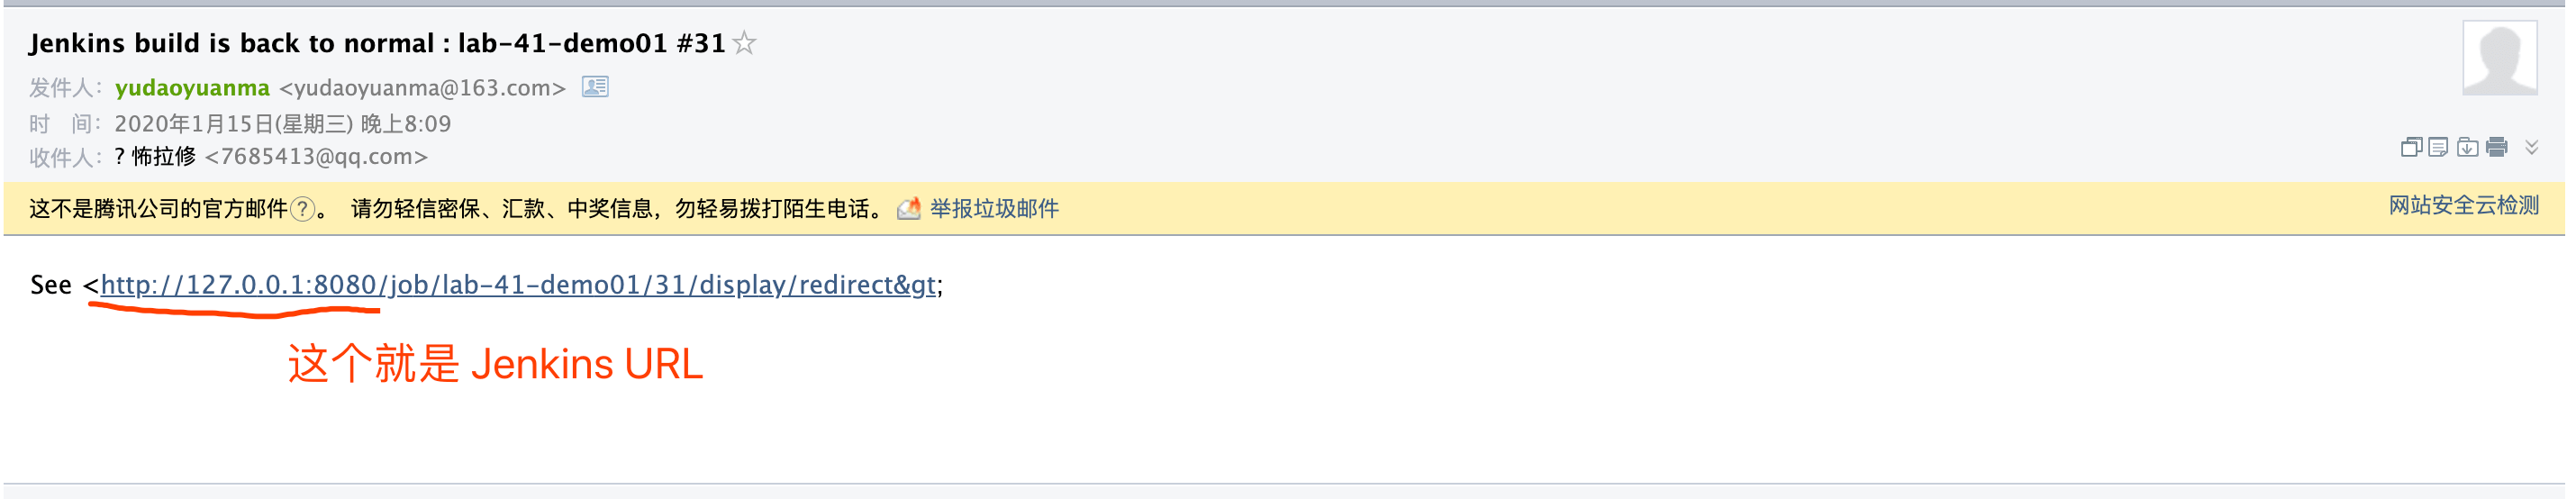 Jenkins build is back to normal : lab-41-demo01 #31
发件人：yudaoyuanma <yudaoyuanma@163.com>
时 间：2020年1月15日(星期三) 晚上8:09
收件人：? 怖拉修 <7685413@qq.com>
这不是腾讯公司的官方邮件?。 请勿轻信密保、汇款、中奖信息，勿轻易拨打陌生电话。 举报垃圾邮件 网站安全云检测
See <http://127.0.0.1:8080/job/lab-41-demo01/31/display/redirect&gt;
这个就是 Jenkins URL